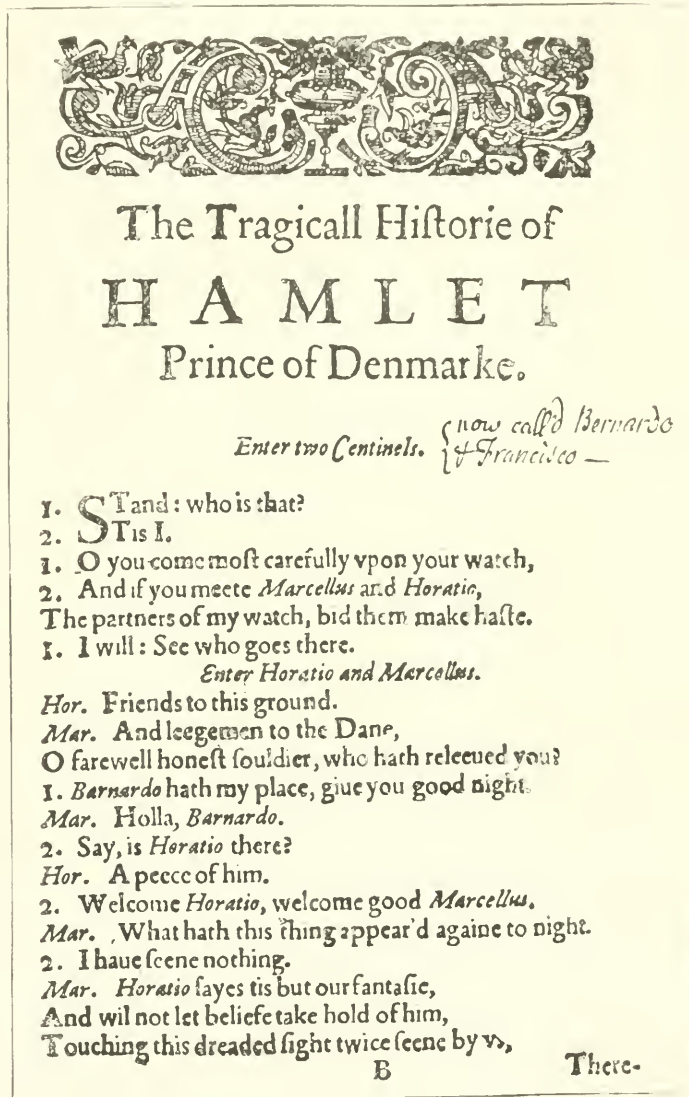 The Tragicall Hiſtorie of
HAMLET
Prince of Denmarke.
Enter two Centinels. {now call'd Bernardo
& Franciſco —
1. STand: who is that?
2. Tis I.
1. O you come moſt carefully vpon your watch,
2. And if you meete Marcellus and Horatio,
The partners of my watch, bid them make haſte.
1. I will: See who goes there.
Enter Horatio and Marcellus.
Hor. Friends to this ground.
Mar. And leegemen to the Dane,
O farewell honeſt ſouldier, who hath releeued you?
1. Barnardo hath my place, giue you good night.
Mar. Holla, Barnardo.
2. Say, is Horatio there?
Hor. A peece of him.
2. Welcome Horatio, welcome good Marcellus.
Mar. What hath this thing appear'd againe to night.
2. I haue ſeene nothing.
Mar. Horatio ſayes tis but our fantaſie,
And wil not let beliefe take hold of him,
Touching this dreaded ſight twice ſeene by vs,
B There-